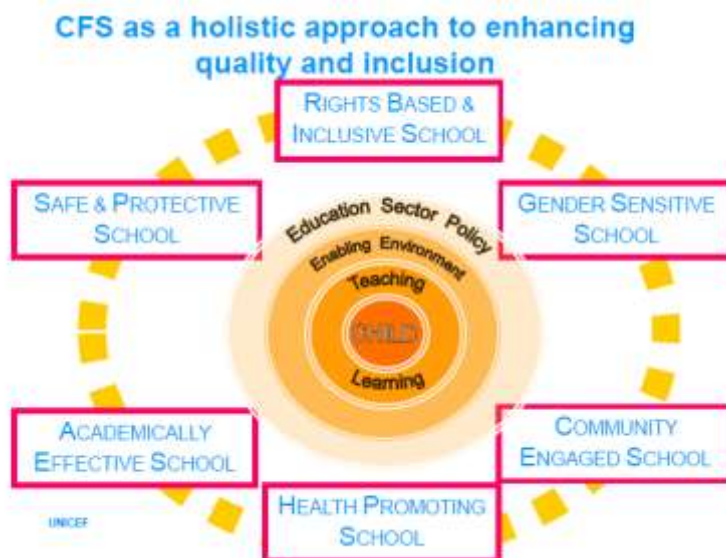 CFS as a holistic approach to enhancing
quality and inclusion
RIGHTS BASED &
INCLUSIVE SCHOOL
SAFE & PROTECTIVE
SCHOOL
GENDER SENSITIVE
SCHOOL
Education Sector Policy
Enabling Environment
Teaching
CHILD
Learning
ACADEMICALLY
EFFECTIVE SCHOOL
COMMUNITY
ENGAGED SCHOOL
HEALTH PROMOTING
SCHOOL
UNICEF